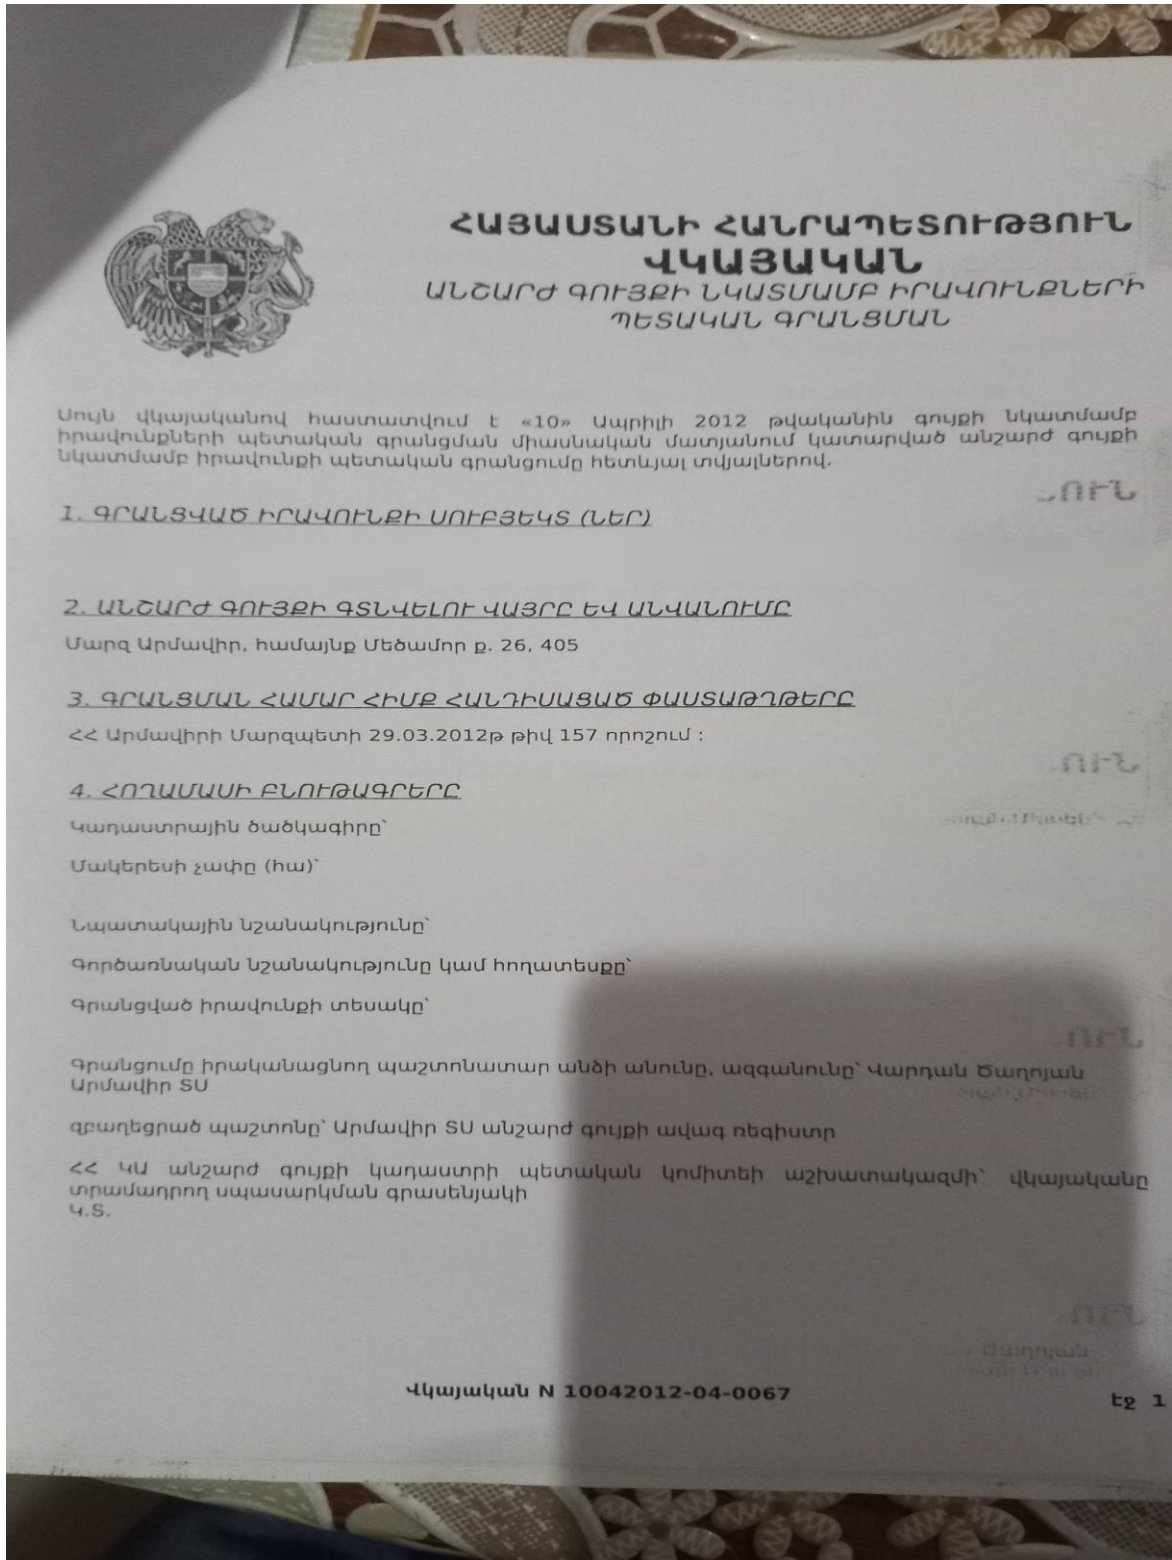 ՀԱՅԱՍՏԱՆԻ ՀԱՆՐԱՊԵՏՈՒԹՅՈՒՆ
ՎԿԱՅԱԿԱՆ
ԱՆՇԱՐԺ ԳՈՒՅՔԻ ՆԿԱՏՄԱՄԲ ԻՐԱՎՈՒՆՔՆԵՐԻ
ՊԵՏԱԿԱՆ ԳՐԱՆՑՄԱՆ
Սույն վկայականով հաստատվում է «10» Ապրիլի 2012 թվականին գույքի նկատմամբ
իրավունքների պետական գրանցման միասնական մատյանում կատարված անշարժ գույքի
նկատմամբ իրավունքի պետական գրանցումը հետևյալ տվյալներով.
1. ԳՐԱՆՑՎԱԾ ԻՐԱՎՈՒՆՔԻ ՍՈՒԲՅԵԿՏ (ՆԵՐ)
2. ԱՆՇԱՐԺ ԳՈՒՅՔԻ ԳՏՆՎԵԼՈՒ ՎԱՅՐԸ ԵՎ ԱՆՎԱՆՈՒՄԸ
Մարզ Արմավիր, համայնք Մեծամոր ք. 26, 405
3. ԳՐԱՆՑՄԱՆ ՀԱՄԱՐ ՀԻՄՔ ՀԱՆԴԻՍԱՑԱԾ ՓԱՍՏԱԹՂԹԵՐԸ
ՀՀ Արմավիրի Մարզպետի 29.03.2012թ թիվ 157 որոշում :
4. ՀՈՂԱՄԱՍԻ ԲՆՈՒԹԱԳՐԵՐԸ
Կադաստրային ծածկագիրը՝
Մակերեսի չափը (հա)՝
Նպատակային նշանակությունը՝
Գործառնական նշանակությունը կամ հողատեսքը՝
Գրանցված իրավունքի տեսակը՝
Գրանցումը իրականացնող պաշտոնատար անձի անունը, ազգանունը՝ Վարդան Ծաղոյան
Արմավիր ՏՍ
զբաղեցրած պաշտոնը՝ Արմավիր ՏՍ անշարժ գույքի ավագ ռեգիստր
ՀՀ ԿԱ անշարժ գույքի կադաստրի պետական կոմիտեի աշխատակազմի՝ վկայականը
տրամադրող սպասարկման գրասենյակի
Կ.Տ.
Վկայական N 10042012-04-0067
էջ 1